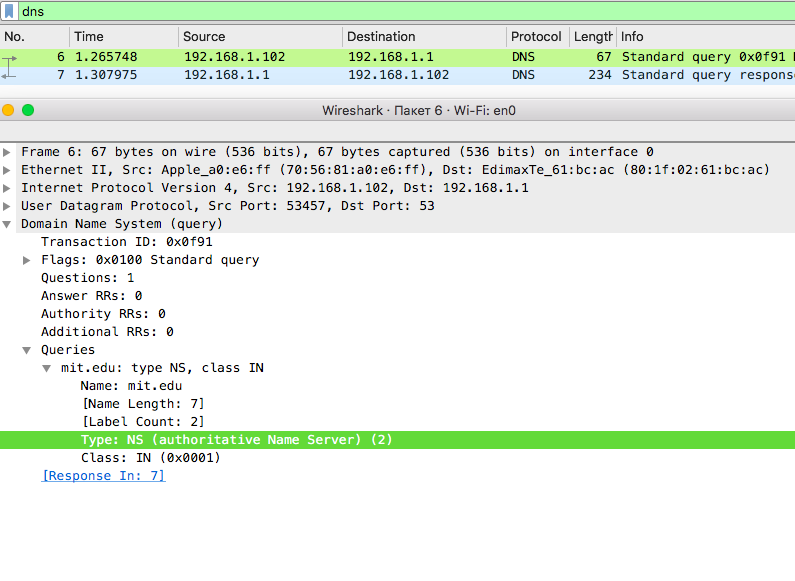 dns
No. Time Source Destination Protocol Length Info
6 1.265748 192.168.1.102 192.168.1.1 DNS 67 Standard query 0x0f91
7 1.307975 192.168.1.1 192.168.1.102 DNS 234 Standard query respons
Wireshark · Пакет 6 · Wi-Fi: en0
Frame 6: 67 bytes on wire (536 bits), 67 bytes captured (536 bits) on interface 0
Ethernet II, Src: Apple_a0:e6:ff (70:56:81:a0:e6:ff), Dst: EdimaxTe_61:bc:ac (80:1f:02:61:bc:ac)
Internet Protocol Version 4, Src: 192.168.1.102, Dst: 192.168.1.1
User Datagram Protocol, Src Port: 53457, Dst Port: 53
Domain Name System (query)
Transaction ID: 0x0f91
Flags: 0x0100 Standard query
Questions: 1
Answer RRs: 0
Authority RRs: 0
Additional RRs: 0
Queries
mit.edu: type NS, class IN
Name: mit.edu
[Name Length: 7]
[Label Count: 2]
Type: NS (authoritative Name Server) (2)
Class: IN (0x0001)
[Response In: 7]